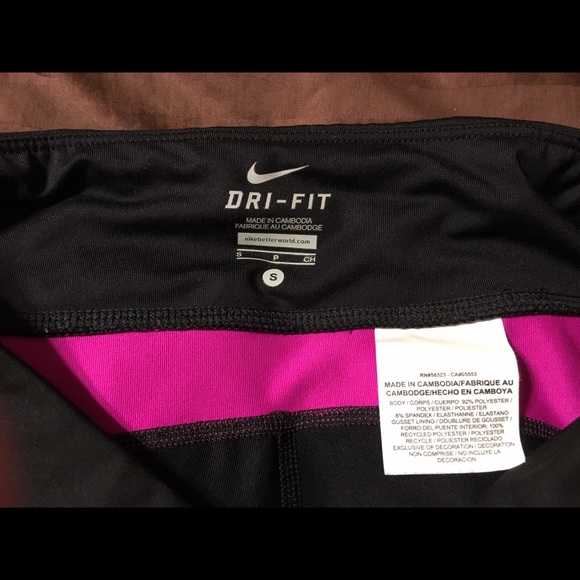 DRI-FIT
MADE IN CAMBODIA
FABRIQUE AU CAMBODGE
nikebetterworld.com
S P CH
S
RN#56323 - CA#05553
MADE IN CAMBODIA/FABRIQUE AU
CAMBODGE/HECHO EN CAMBOYA
BODY / CORPS / CUERPO: 92% POLYESTER /
POLYESTER / POLIESTER
8% SPANDEX / ELASTHANNE / ELASTANO
GUSSET LINING / DOUBLURE DE GOUSSET /
FORRO DEL PUENTE INTERIOR: 100%
RECYCLED POLYESTER / POLYESTER
RECYCLÉ / POLIESTER RECICLADO
EXCLUSIVE OF DECORATION / DECORATION
NON COMPRISE / NO INCLUYE LA
DECORACION